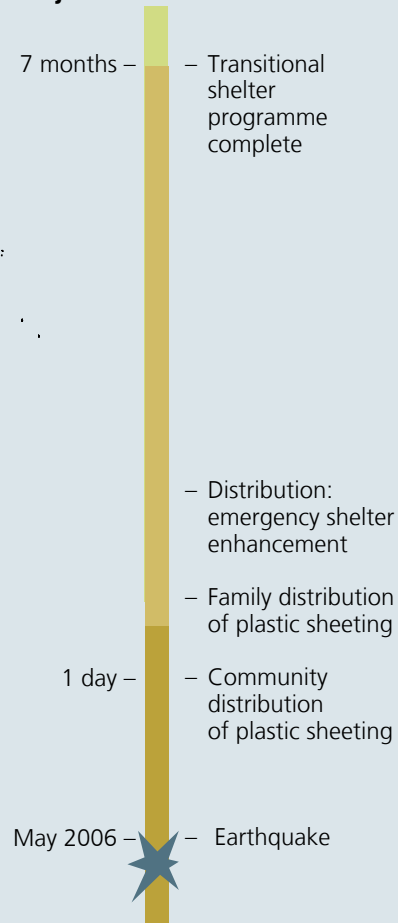 7 months – – Transitional
shelter
programme
complete
– Distribution:
emergency shelter
enhancement
– Family distribution
of plastic sheeting
1 day – – Community
distribution
of plastic sheeting
May 2006 – – Earthquake